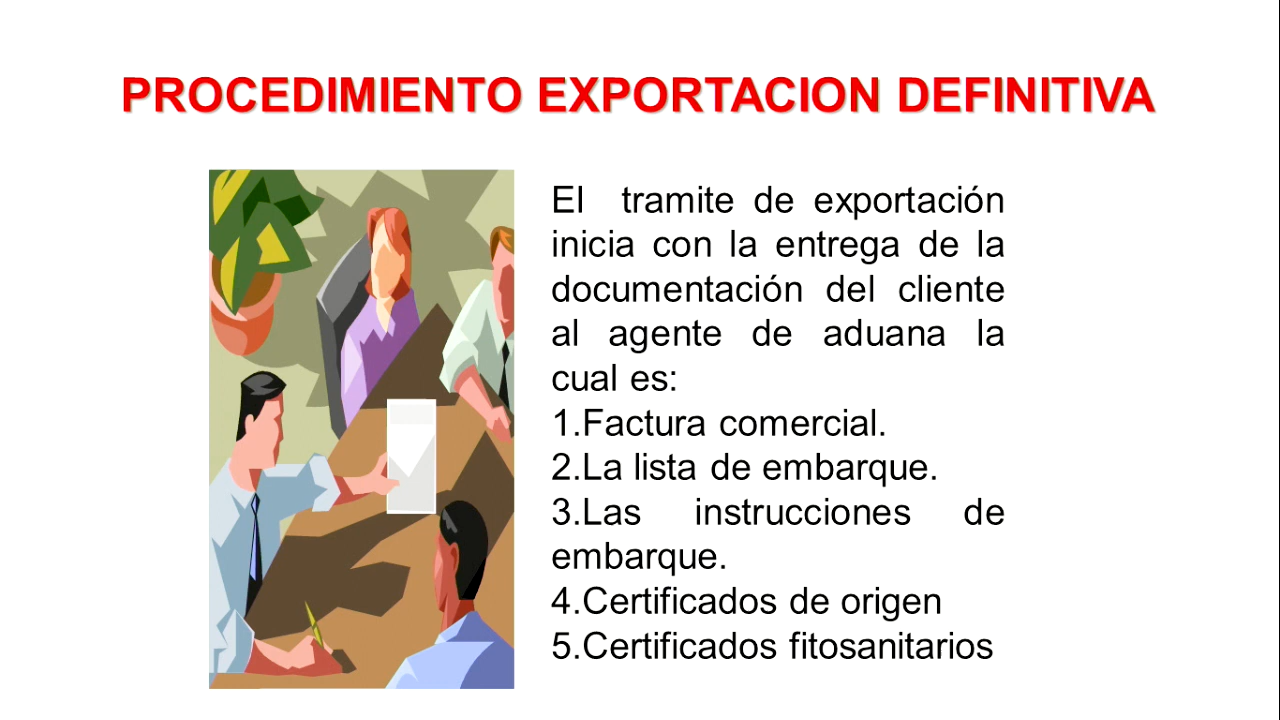 PROCEDIMIENTO EXPORTACION DEFINITIVA
El tramite de exportación
inicia con la entrega de la
documentación del cliente
al agente de aduana la
cual es:
1.Factura comercial.
2.La lista de embarque.
3.Las instrucciones de
embarque.
4.Certificados de origen
5.Certificados fitosanitarios